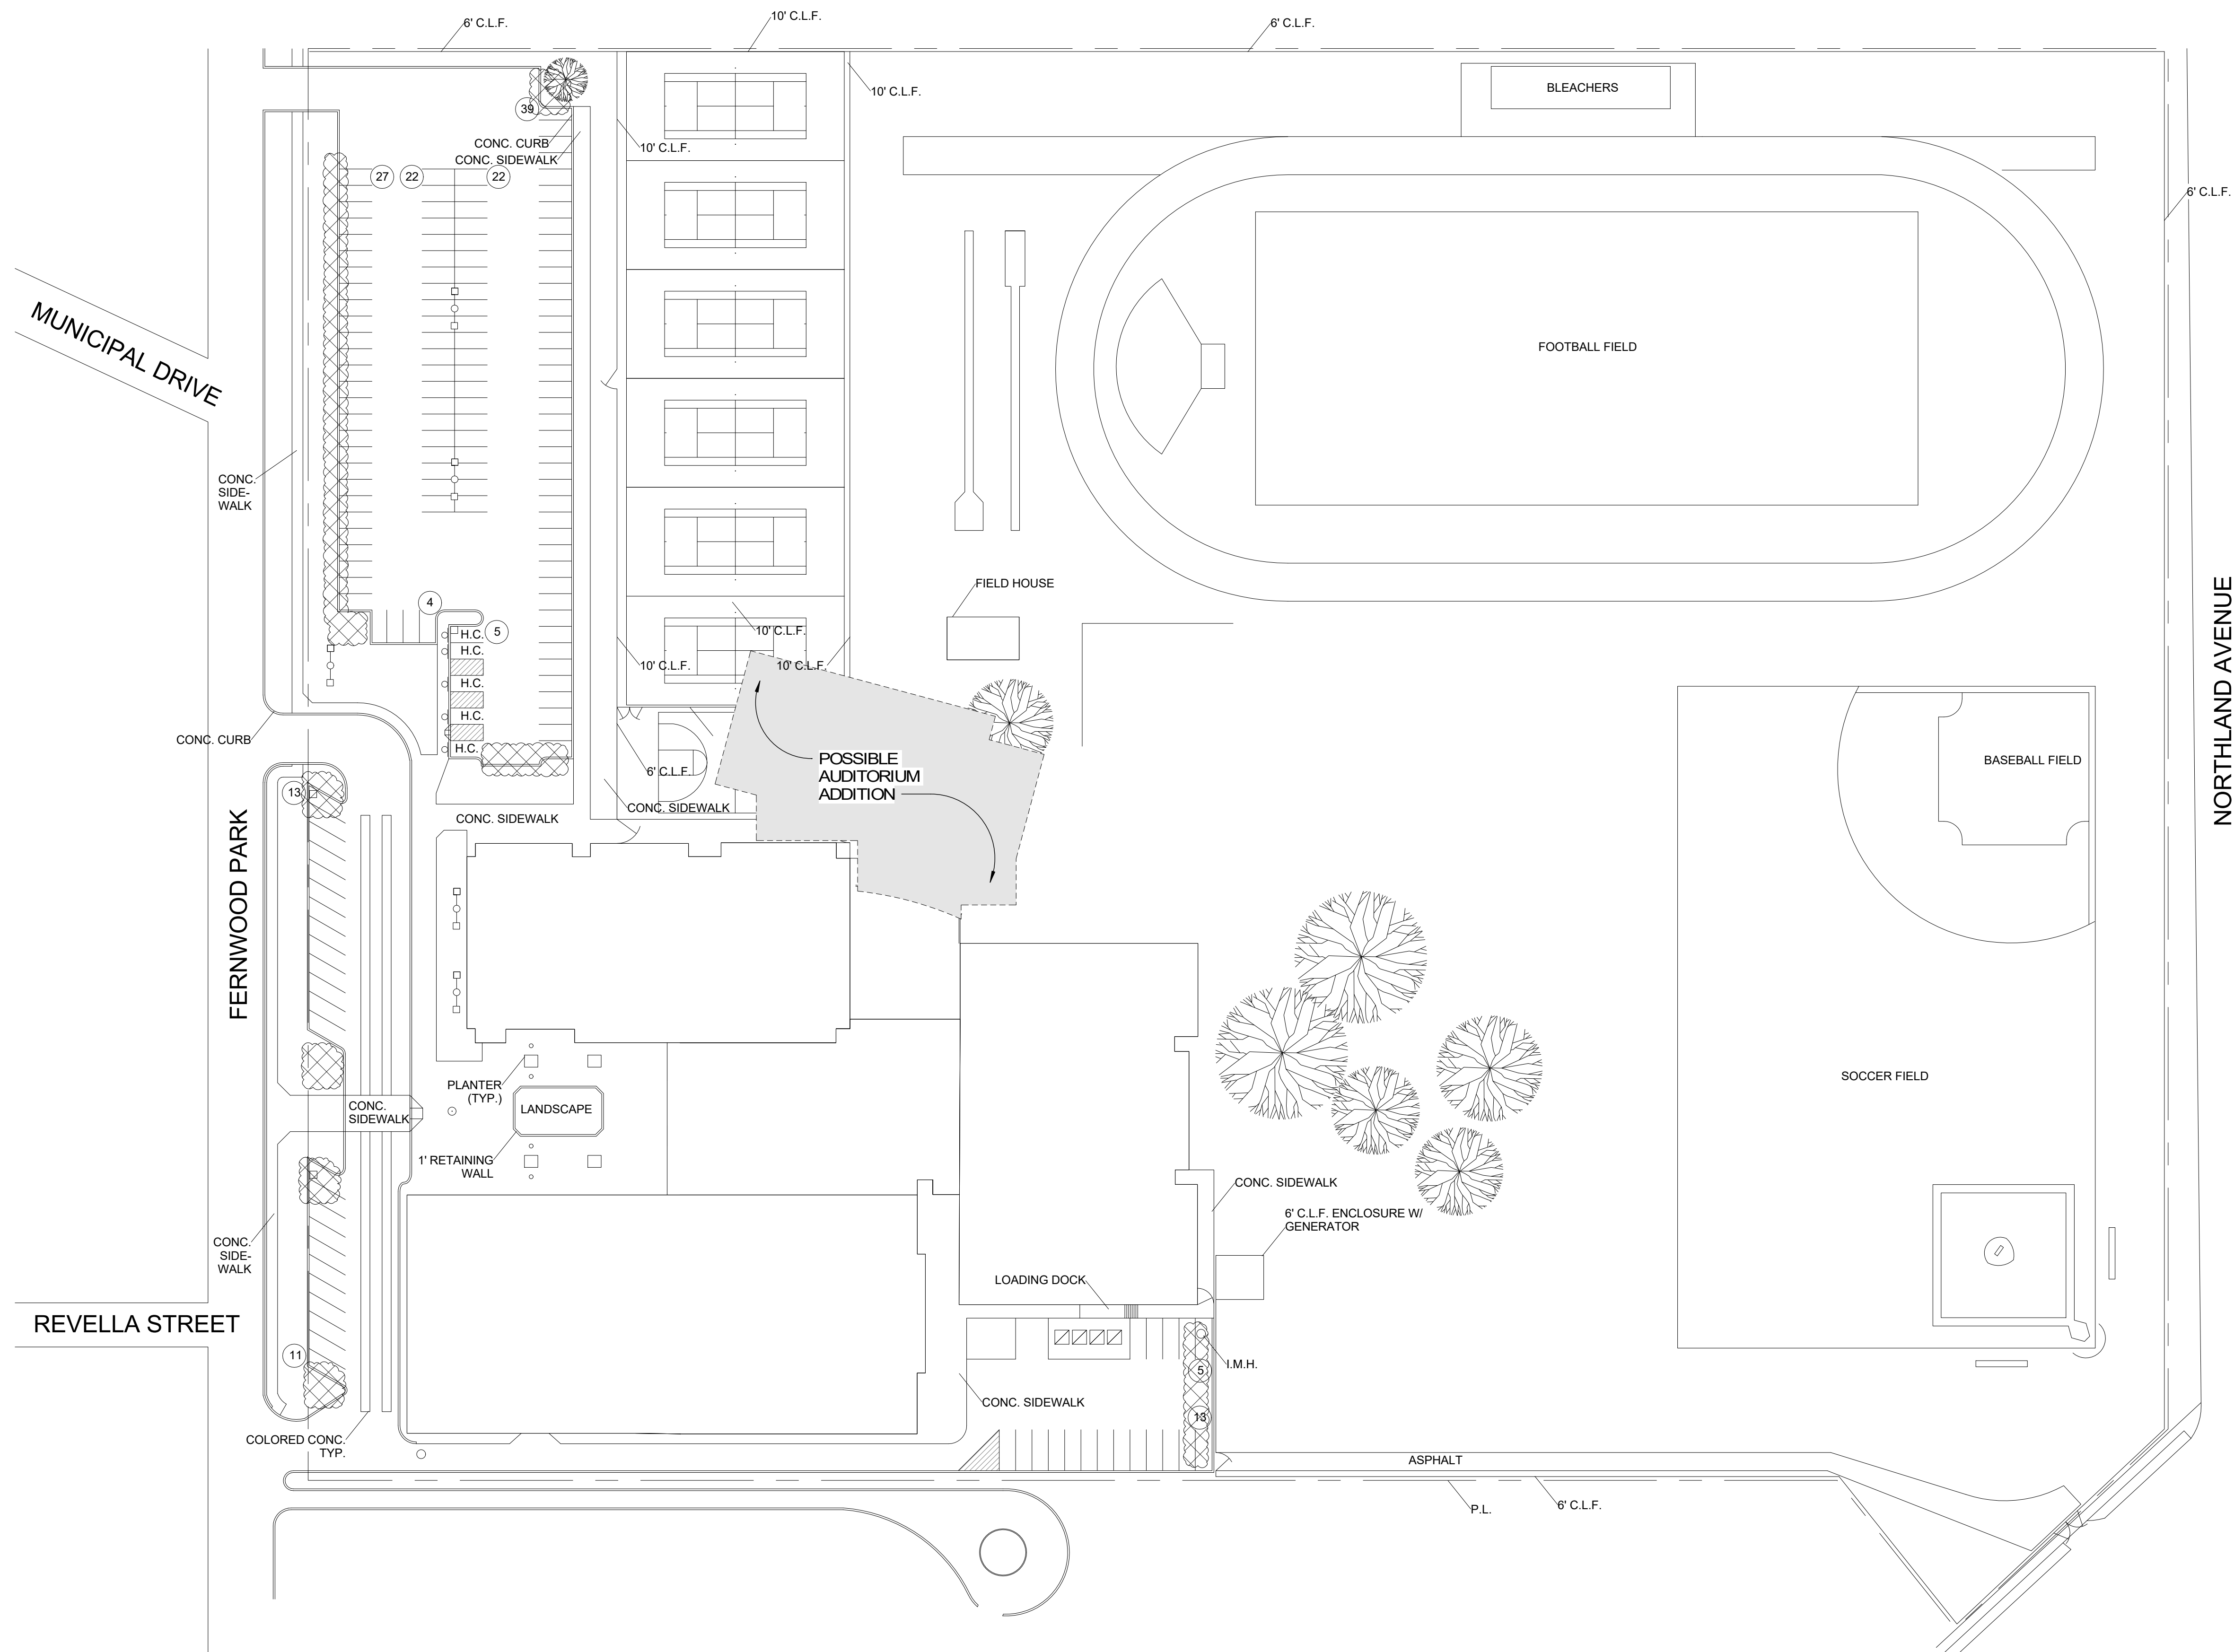 6' C.L.F.
10' C.L.F.
6' C.L.F.
10' C.L.F.
BLEACHERS
39
CONC. CURB
CONC. SIDEWALK
10' C.L.F.
27
22
22
6' C.L.F.
MUNICIPAL DRIVE
FOOTBALL FIELD
CONC.
SIDE-
WALK
FIELD HOUSE
4
5
H.C.
H.C.
H.C.
H.C.
H.C.
10' C.L.F.
10' C.L.F.
10' C.L.F.
NORTHLAND AVENUE
CONC. CURB
POSSIBLE
AUDITORIUM
ADDITION
6' C.L.F.
BASEBALL FIELD
13
CONC. SIDEWALK
CONC. SIDEWALK
FERNWOOD PARK
PLANTER
(TYP.)
LANDSCAPE
CONC.
SIDEWALK
SOCCER FIELD
1' RETAINING
WALL
CONC. SIDEWALK
6' C.L.F. ENCLOSURE W/
GENERATOR
CONC.
SIDE-
WALK
LOADING DOCK
REVELLA STREET
11
I.M.H.
5
CONC. SIDEWALK
13
COLORED CONC.
TYP.
ASPHALT
P.L.
6' C.L.F.